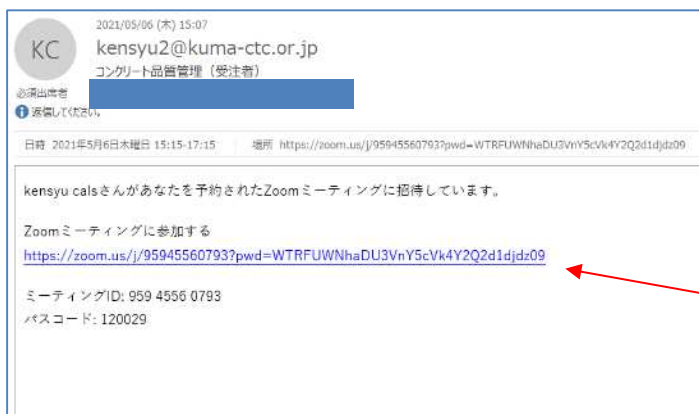 2021/05/06 (木) 15:07
KC
kensyu2@kuma-ctc.or.jp
コンクリート品質管理（受注者）
必須出席者
返信してください。
日時 2021年5月6日木曜日 15:15-17:15 場所 https://zoom.us/j/95945560793?pwd=WTRFUWNhaDU3VnY5cVk4Y2Q2d1djdz09
kensyu calsさんがあなたを予約されたZoomミーティングに招待しています。
Zoomミーティングに参加する
https://zoom.us/j/95945560793?pwd=WTRFUWNhaDU3VnY5cVk4Y2Q2d1djdz09
ミーティングID: 959 4556 0793
パスコード: 120029